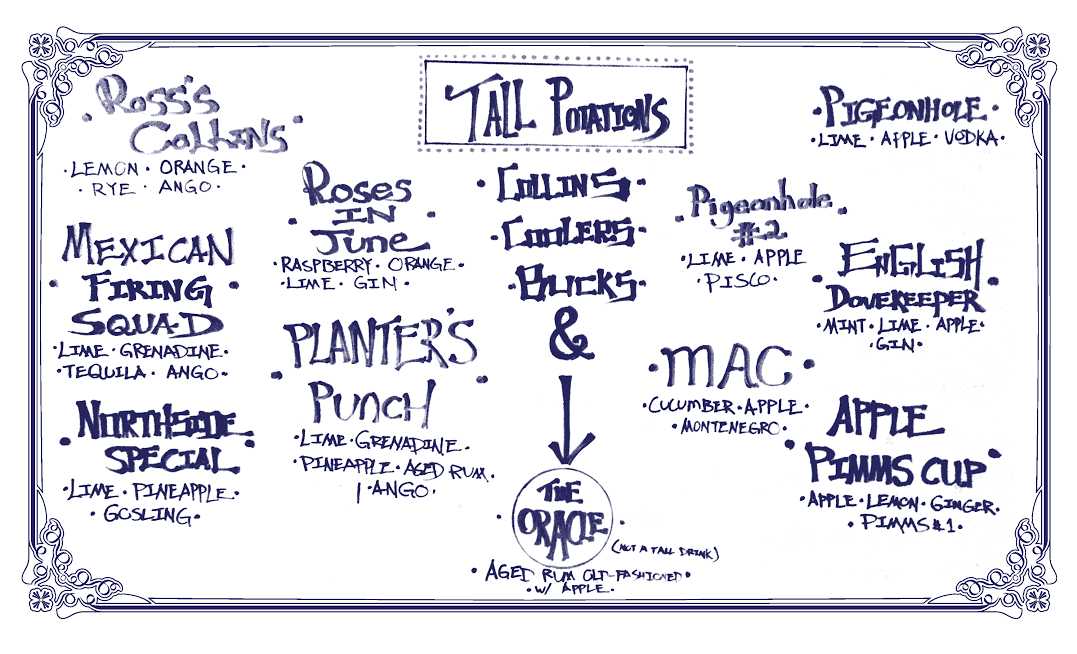 TALL POTATIONS
· COLLINS ·
· COOLERS ·
· BUCKS ·
&
THE
· ORACLE ·
(NOT A TALL DRINK)
· AGED RUM OLD-FASHIONED ·
· W/ APPLE ·
· Ross's
Collins ·
· LEMON · ORANGE ·
· RYE · ANGO ·
MEXICAN
· FIRING ·
SQUAD
· LIME · GRENADINE ·
· TEQUILA · ANGO ·
· NORTHSIDE ·
SPECIAL
· LIME · PINEAPPLE ·
· GOSLING ·
Roses
· IN ·
June
· RASPBERRY · ORANGE ·
· LIME · GIN ·
PLANTER'S
· PUNCH ·
· LIME · GRENADINE ·
· PINEAPPLE · AGED RUM ·
| · ANGO ·
· PIGEONHOLE ·
· LIME · APPLE · VODKA ·
· Pigeonhole ·
#2
· LIME · APPLE
· PISCO ·
· ENGLISH ·
DOVEKEEPER
· MINT · LIME · APPLE ·
· GIN ·
· MAC ·
· CUCUMBER · APPLE ·
· MONTENEGRO ·
APPLE
· PIMMS CUP ·
· APPLE · LEMON · GINGER ·
· PIMMS #1 ·